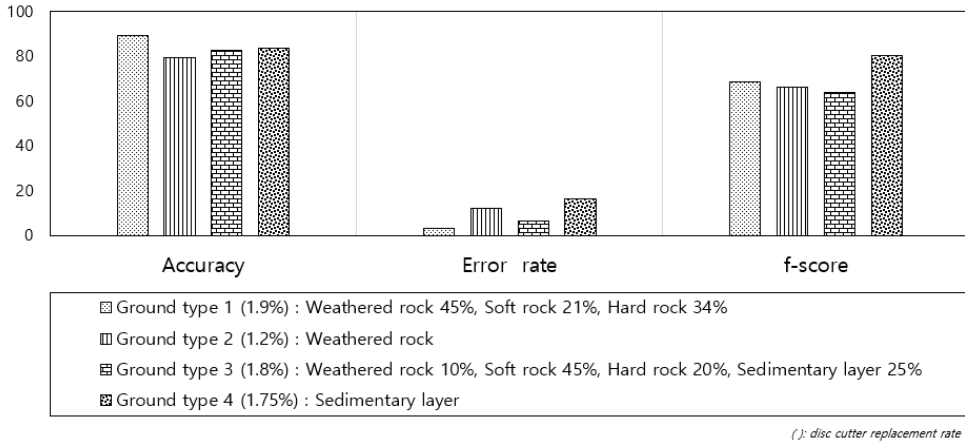 100
80
60
40
20
0
Accuracy Error rate f-score
Ground type 1 (1.9%) : Weathered rock 45%, Soft rock 21%, Hard rock 34%
Ground type 2 (1.2%) : Weathered rock
Ground type 3 (1.8%) : Weathered rock 10%, Soft rock 45%, Hard rock 20%, Sedimentary layer 25%
Ground type 4 (1.75%) : Sedimentary layer
( ): disc cutter replacement rate